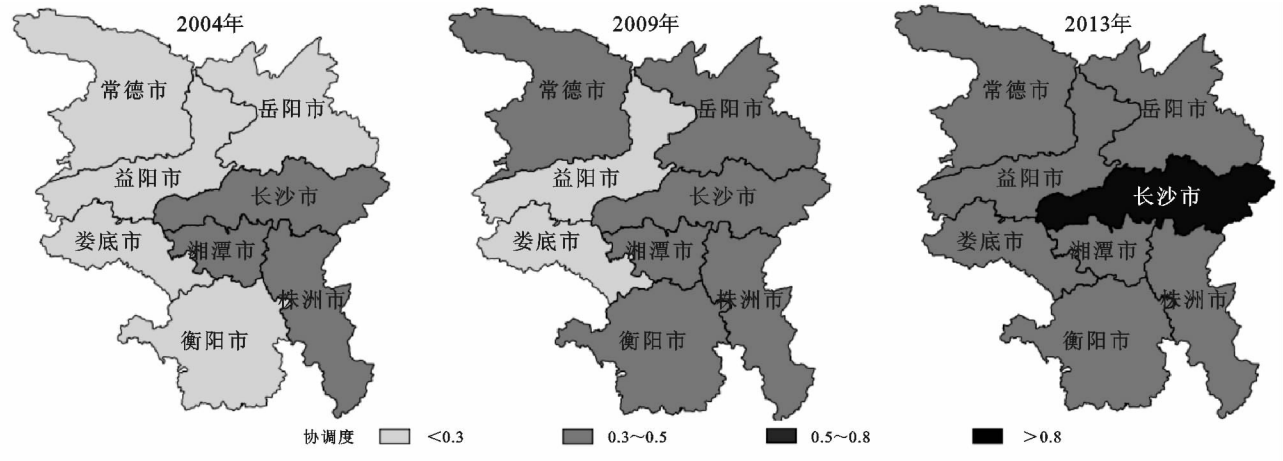 2004年
常德市
岳阳市
益阳市
长沙市
娄底市
湘潭市
株洲市
衡阳市
2009年
常德市
岳阳市
益阳市
长沙市
娄底市
湘潭市
株洲市
衡阳市
2013年
常德市
岳阳市
益阳市
长沙市
娄底市
湘潭市
株洲市
衡阳市
协调度 <0.3 0.3~0.5 0.5~0.8 >0.8